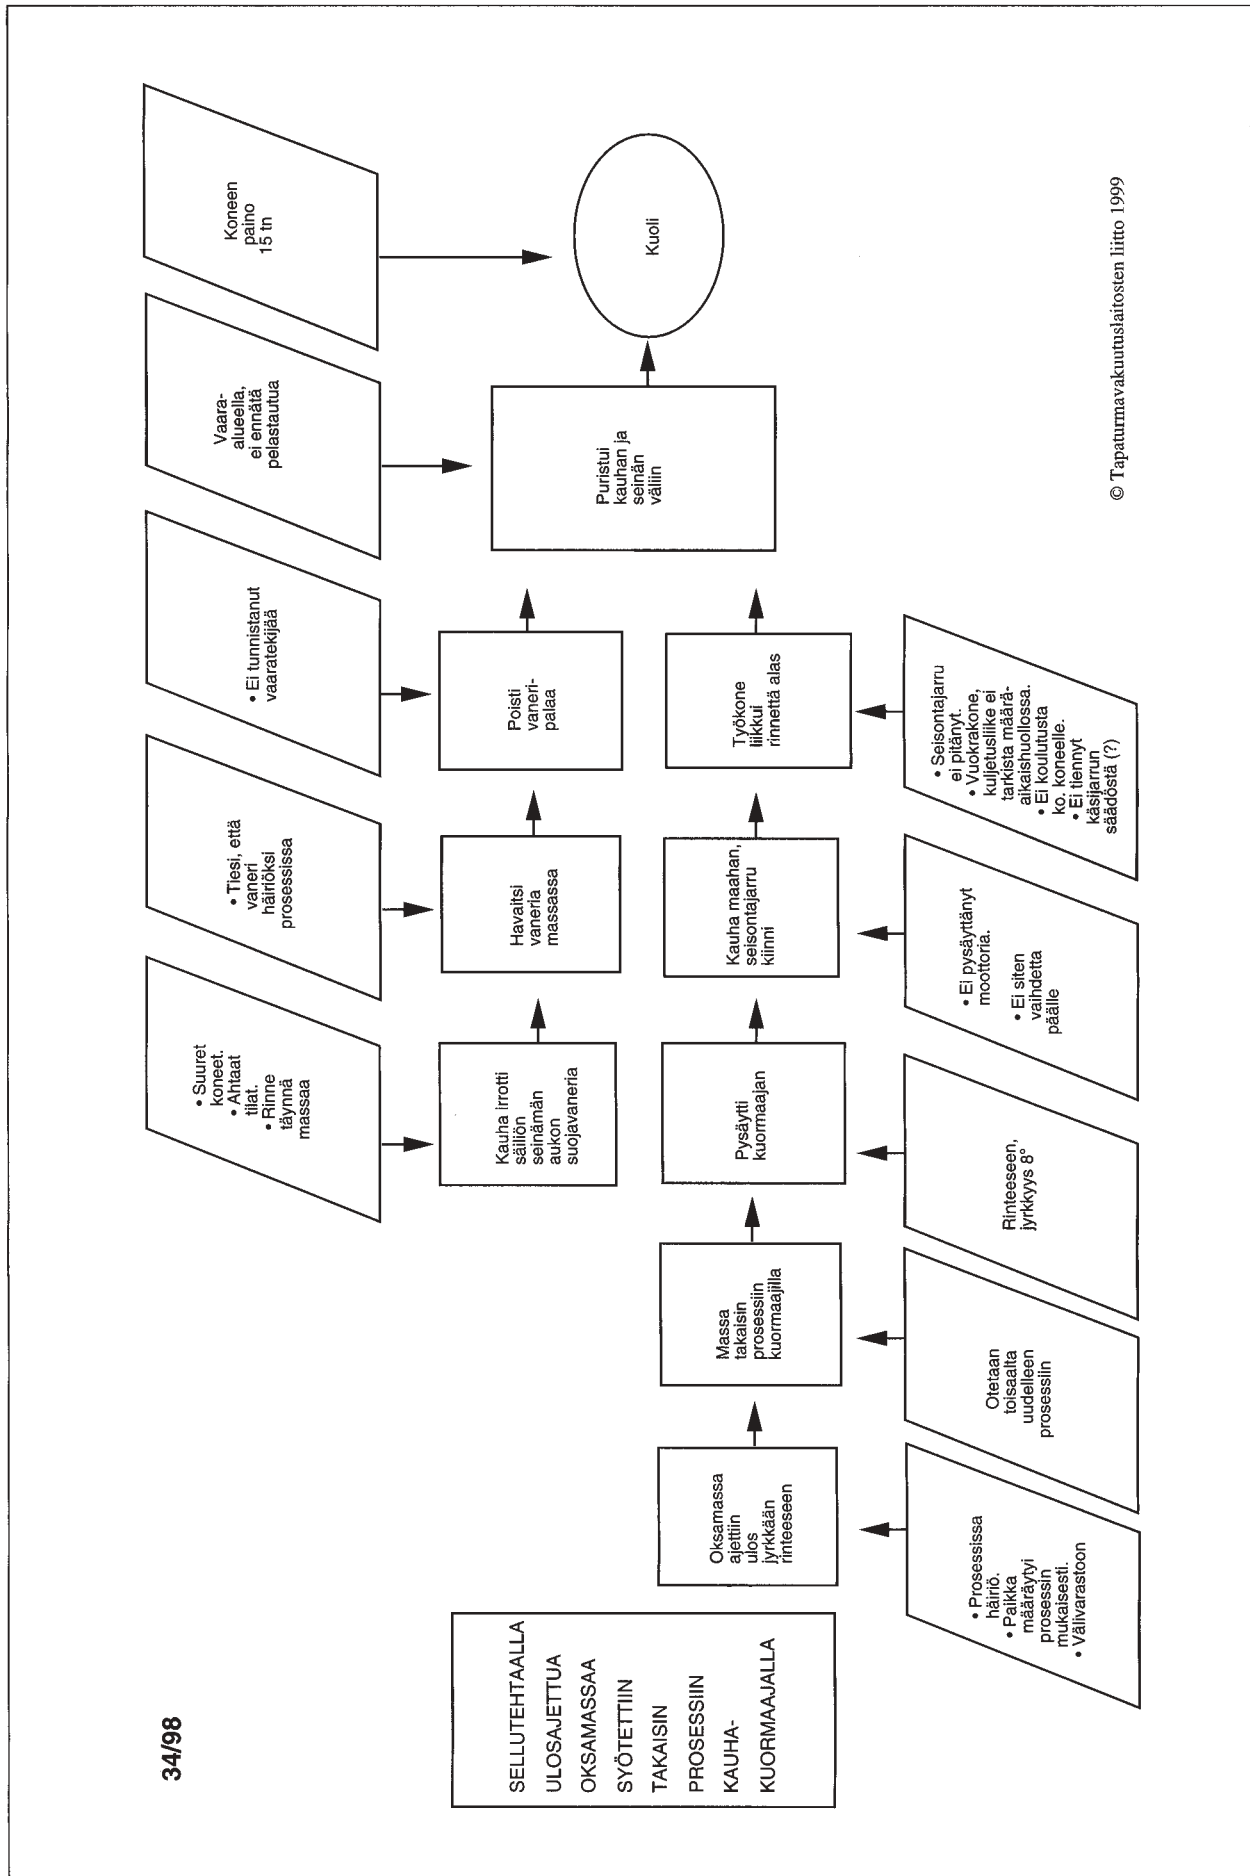 34/98
SELLUTEHTAALLA
ULOSAJETTUA
OKSAMASSAA
SYÖTETTIIN
TAKAISIN
PROSESSIIN
KAUHA-
KUORMAAJALLA
• Suuret
koneet.
• Ahtaat
tilat.
• Rinne
täynnä
massaa
• Tiesi, että
vaneri
häiriöksi
prosessissa
• Ei tunnistanut
vaaratekijää
Vaara-
alueella,
ei ennätä
pelastautua
Koneen
paino
15 tn
Kauha irrotti
säiliön
seinämän
aukon
suojavaneria
Havaitsi
vaneria
massassa
Poisti
vaneri-
palaa
Puristui
kauhan ja
seinän
väliin
Kuoli
Oksamassa
ajettiin
ulos
jyrkkään
rinteeseen
Massa
takaisin
prosessiin
kuormaajilla
Pysäytti
kuormaajan
Kauha maahan,
seisontajarru
kiinni
Työkone
liikkui
rinnettä alas
• Prosessissa
häiriö.
• Paikka
määräytyi
prosessin
mukaisesti.
• Välivarastoon
Otetaan
toisaalta
uudelleen
prosessiin
Rinteeseen,
jyrkkyys 8°
• Ei pysäyttänyt
moottoria.
• Ei siten
vaihdetta
päälle
• Seisontajarru
ei pitänyt.
• Vuokrakone,
kuljetusliike ei
tarkista määrä-
aikaishuollossa.
• Ei koulutusta
ko. koneelle.
• Ei tiennyt
käsijarrun
säädöstä (?)
© Tapaturmavakuutuslaitosten liitto 1999